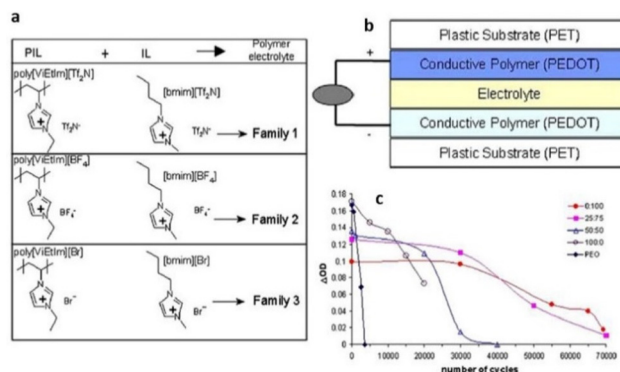 a
PIL + IL Polymer
electrolyte
poly[ViEtIm][Tf₂N]
[bmim][Tf₂N]
Tf₂N⁻
Tf₂N⁻
Family 1
poly[ViEtIm][BF₄]
[bmim][BF₄]
BF₄⁻
BF₄⁻
Family 2
poly[ViEtIm][Br]
[bmim][Br]
Br⁻
Br⁻
Family 3
b
+
-
Plastic Substrate (PET)
Conductive Polymer (PEDOT)
Electrolyte
Conductive Polymer (PEDOT)
Plastic Substrate (PET)
c
ΔOD
0.18
0.16
0.14
0.12
0.1
0.08
0.06
0.04
0.02
0
0 10000 20000 30000 40000 50000 60000 70000
number of cycles
0:100
25:75
50:50
100:0
PEO